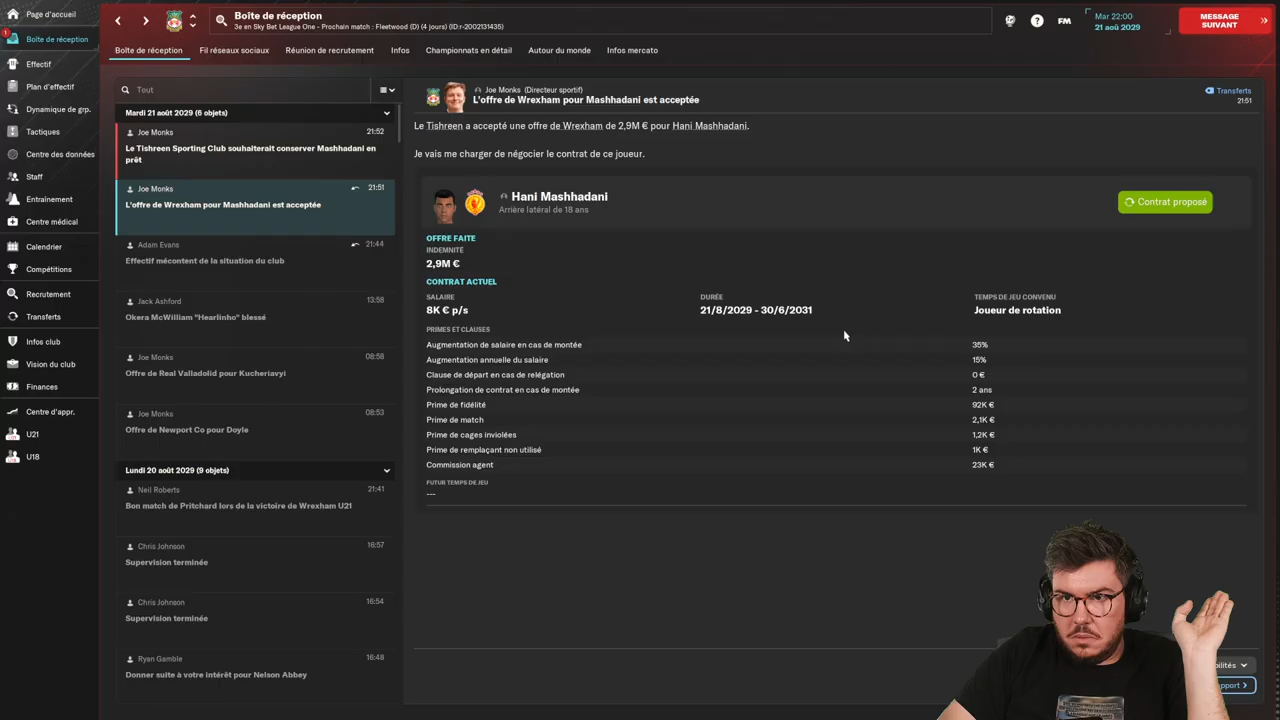 Page d'accueil
1
Boîte de réception
Effectif
Plan d'effectif
Dynamique de grp.
Tactiques
Centre des données
Staff
Entrainement
Centre médical
Calendrier
Compétitions
Recrutement
Transferts
Infos club
Vision du club
Finances
Centre d'appr.
U21
U18
Boîte de réception
3e en Sky Bet League One - Prochain match : Fleetwood (D) (4 jours) (ID:r-2002131435)
FM
Mar 22:00
21 aoû 2029
MESSAGE
SUIVANT
Boîte de réception
Fil réseaux sociaux
Réunion de recrutement
Infos
Championnats en détail
Autour du monde
Infos mercato
Tout
Mardi 21 août 2029 (6 objets)
Joe Monks 21:52
Le Tishreen Sporting Club souhaiterait conserver Mashhadani en
prêt
Joe Monks 21:51
L'offre de Wrexham pour Mashhadani est acceptée
Adam Evans 21:44
Effectif mécontent de la situation du club
Jack Ashford 13:58
Okera McWilliam "Hearlinho" blessé
Joe Monks 08:58
Offre de Real Valladolid pour Kucheriavyi
Joe Monks 08:53
Offre de Newport Co pour Doyle
Lundi 20 août 2029 (9 objets)
Neil Roberts 21:41
Bon match de Pritchard lors de la victoire de Wrexham U21
Chris Johnson 16:57
Supervision terminée
Chris Johnson 16:54
Supervision terminée
Ryan Gamble 16:48
Donner suite à votre intérêt pour Nelson Abbey
Joe Monks (Directeur sportif)
L'offre de Wrexham pour Mashhadani est acceptée
Transferts
21:51
Le Tishreen a accepté une offre de Wrexham de 2,9M € pour Hani Mashhadani.
Je vais me charger de négocier le contrat de ce joueur.
Hani Mashhadani
Arrière latéral de 18 ans
Contrat proposé
OFFRE FAITE
INDEMNITÉ
2,9M €
CONTRAT ACTUEL
SALAIRE DURÉE TEMPS DE JEU CONVENU
8K € p/s 21/8/2029 - 30/6/2031 Joueur de rotation
PRIMES ET CLAUSES
Augmentation de salaire en cas de montée 35%
Augmentation annuelle du salaire 15%
Clause de départ en cas de relégation 0 €
Prolongation de contrat en cas de montée 2 ans
Prime de fidélité 92K €
Prime de match 2,1K €
Prime de cages inviolées 1,2K €
Prime de remplaçant non utilisé 1K €
Commission agent 23K €
FUTUR TEMPS DE JEU
---